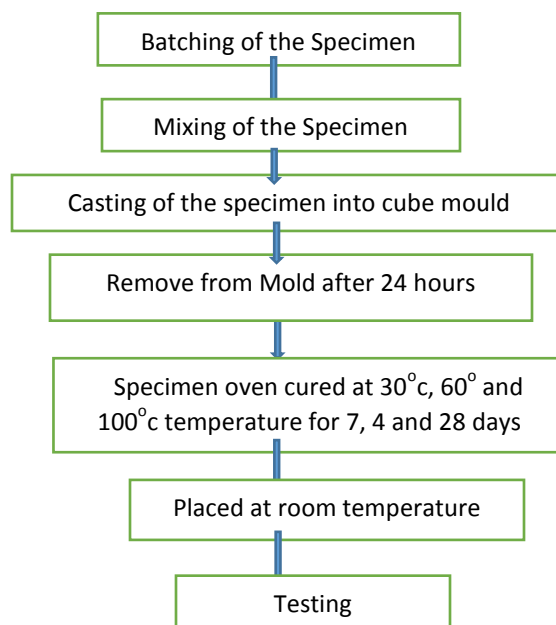 Batching of the Specimen
Mixing of the Specimen
Casting of the specimen into cube mould
Remove from Mold after 24 hours
Specimen oven cured at 30°c, 60° and
100°c temperature for 7, 4 and 28 days
Placed at room temperature
Testing